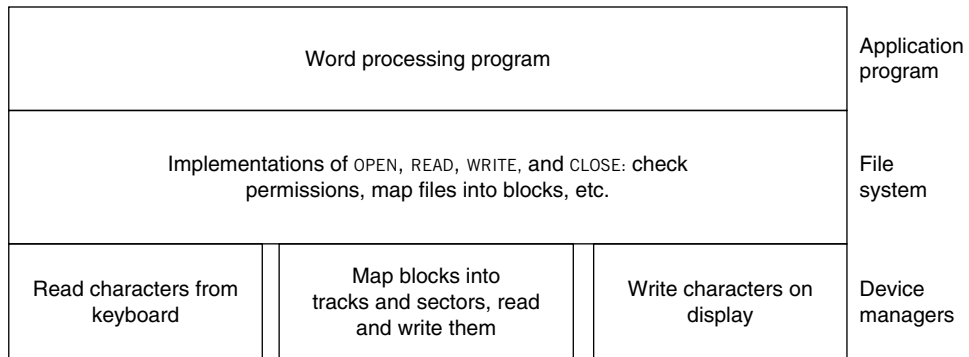 Word processing program
Application
program
Implementations of OPEN, READ, WRITE, and CLOSE: check
permissions, map files into blocks, etc.
File
system
Read characters from
keyboard
Map blocks into
tracks and sectors, read
and write them
Write characters on
display
Device
managers